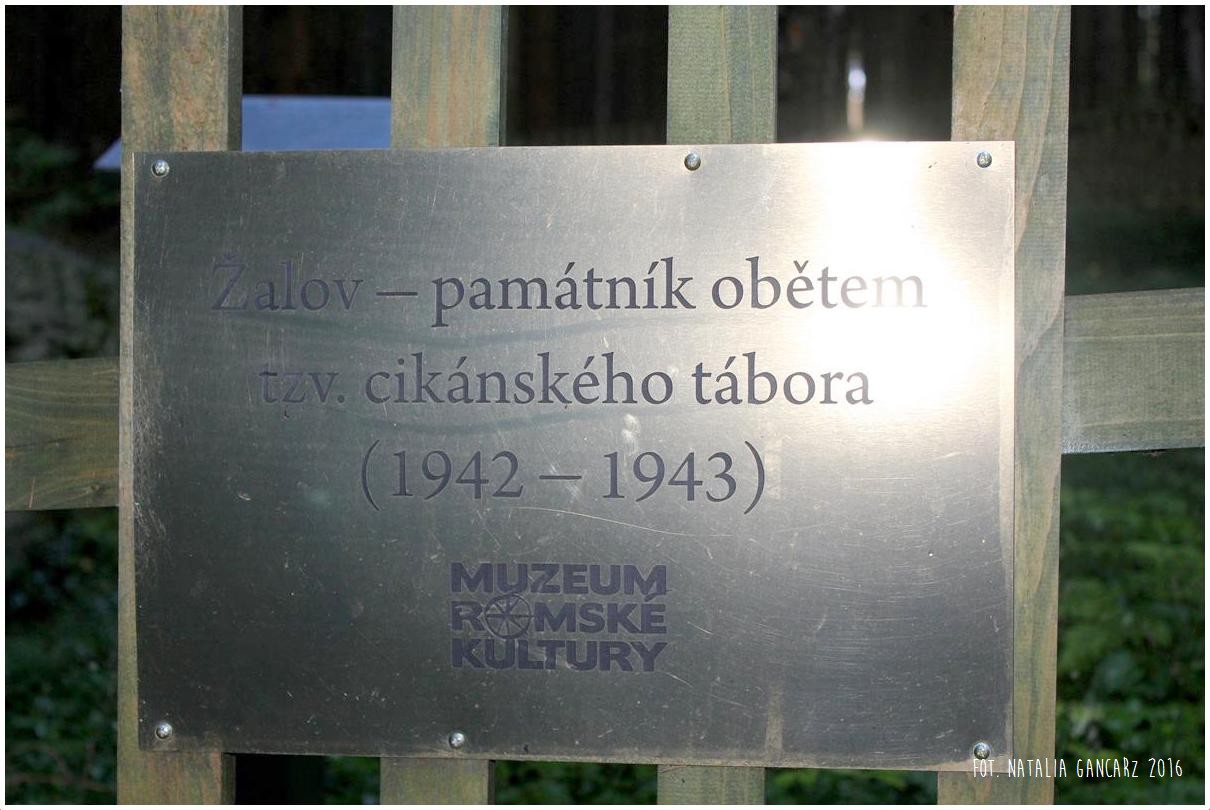 Žalov – památník obětem
tzv. cikánského tábora
(1942 – 1943)
MUZEUM
ROMSKÉ
KULTURY
FOT. NATALIA GANCARZ 2016